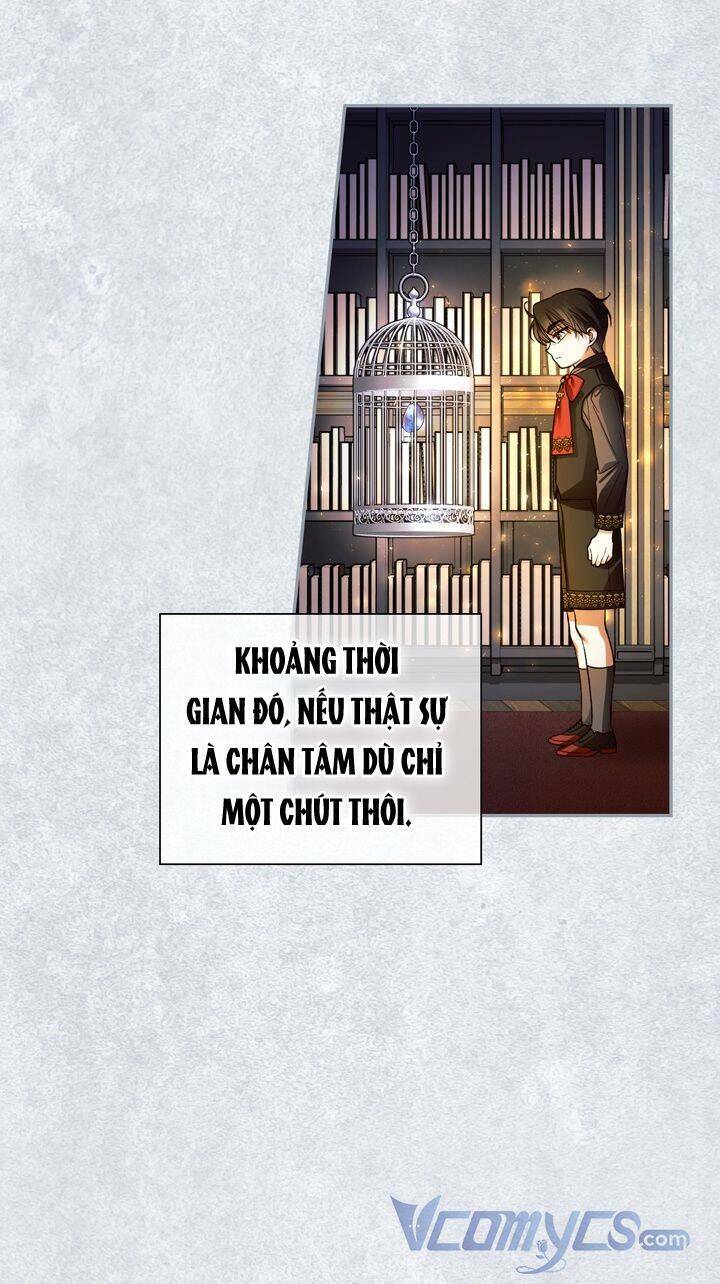 KHOẢNG THỜI
GIAN ĐÓ, NẾU THẬT SỰ
LÀ CHÂN TÂM DÙ CHỈ
MỘT CHÚT THÔI.
VCOMYCS.com